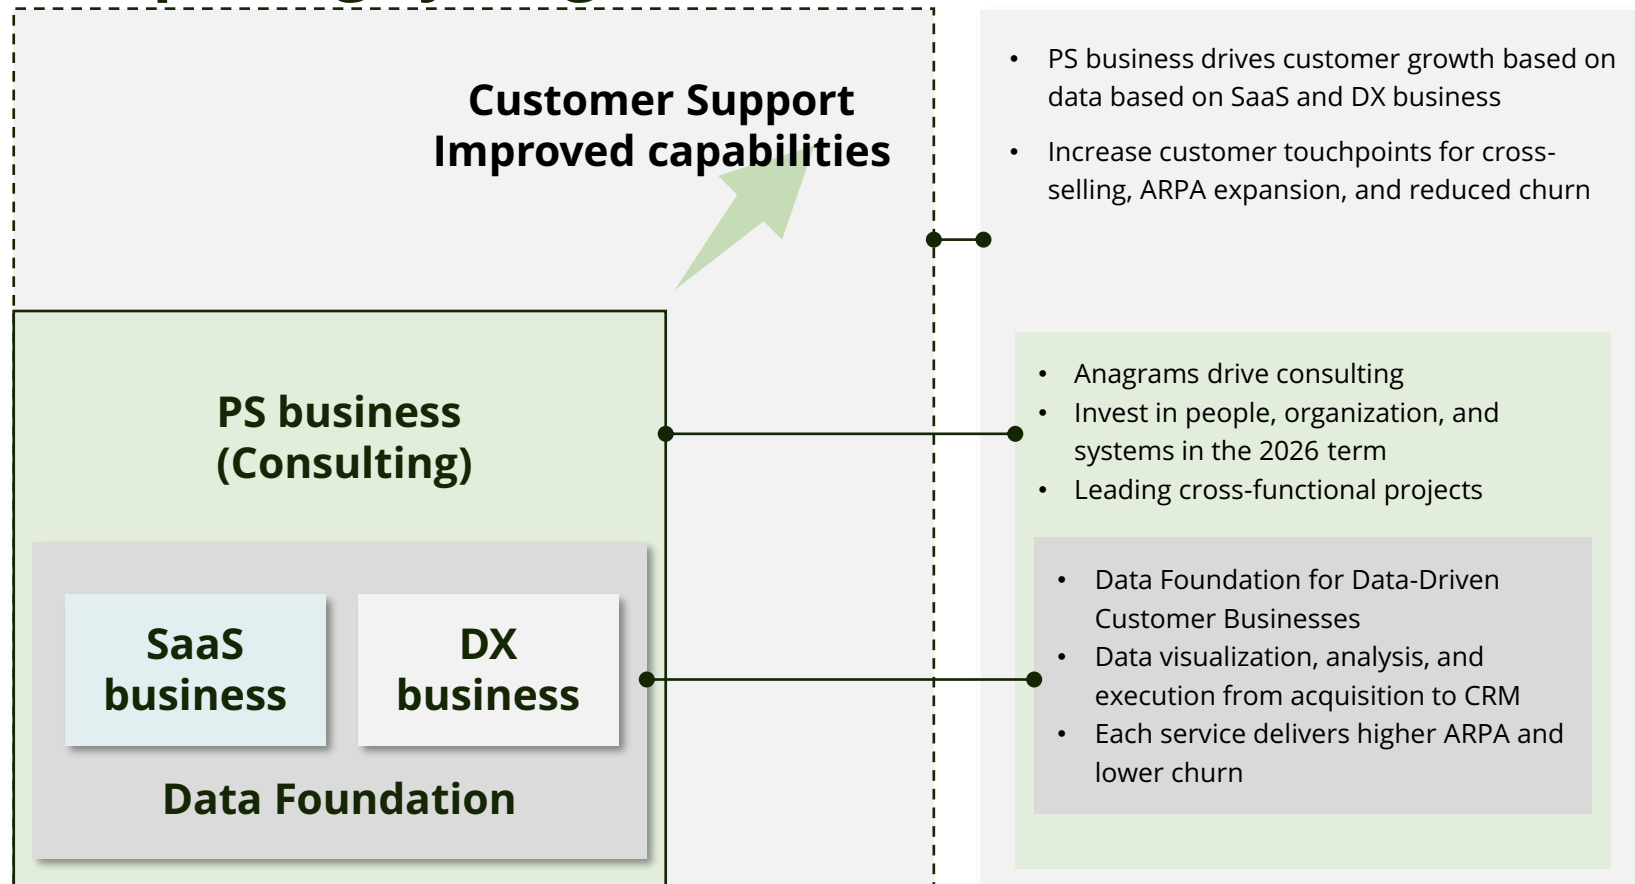 Customer Support
Improved capabilities
PS business
(Consulting)
SaaS
business
DX
business
Data Foundation
• PS business drives customer growth based on
data based on SaaS and DX business
• Increase customer touchpoints for cross-
selling, ARPA expansion, and reduced churn
• Anagrams drive consulting
• Invest in people, organization, and
systems in the 2026 term
• Leading cross-functional projects
• Data Foundation for Data-Driven
Customer Businesses
• Data visualization, analysis, and
execution from acquisition to CRM
• Each service delivers higher ARPA and
lower churn